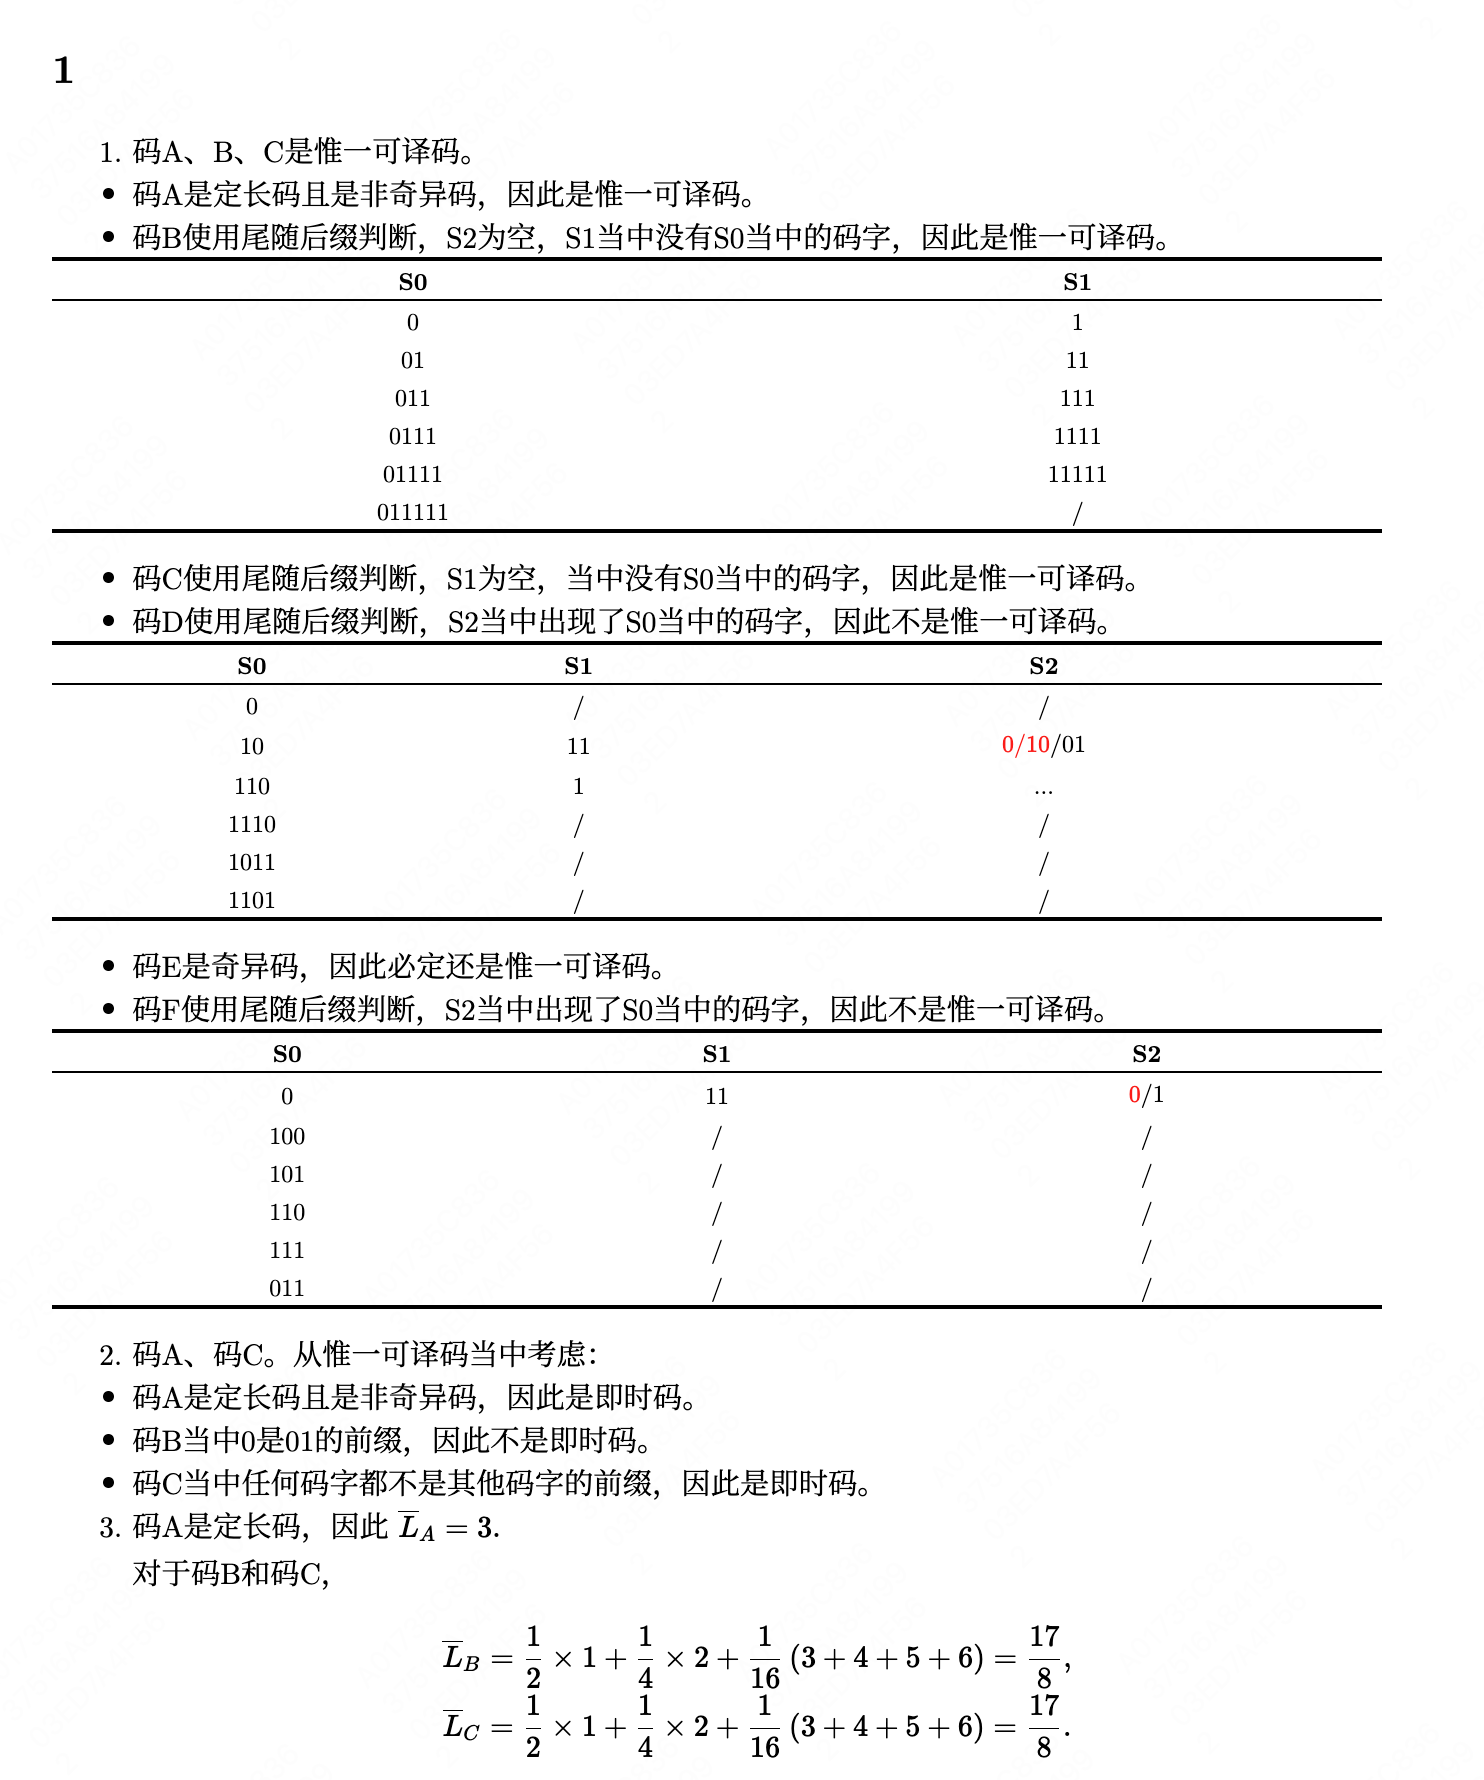 1
1. 码A、B、C是惟一可译码。
• 码A是定长码且是非奇异码，因此是惟一可译码。
• 码B使用尾随后缀判断，S2为空，S1当中没有S0当中的码字，因此是惟一可译码。
S0 S1
0 1
01 11
011 111
0111 1111
01111 11111
011111 /
• 码C使用尾随后缀判断，S1为空，当中没有S0当中的码字，因此是惟一可译码。
• 码D使用尾随后缀判断，S2当中出现了S0当中的码字，因此不是惟一可译码。
S0 S1 S2
0 / /
10 11 0/10/01
110 1 ...
1110 / /
1011 / /
1101 / /
• 码E是奇异码，因此必定还是惟一可译码。
• 码F使用尾随后缀判断，S2当中出现了S0当中的码字，因此不是惟一可译码。
S0 S1 S2
0 11 0/1
100 / /
101 / /
110 / /
111 / /
011 / /
2. 码A、码C。从惟一可译码当中考虑：
• 码A是定长码且是非奇异码，因此是即时码。
• 码B当中0是01的前缀，因此不是即时码。
• 码C当中任何码字都不是其他码字的前缀，因此是即时码。
3. 码A是定长码，因此 L̅_A = 3.
对于码B和码C，
L̅_B = 1/2 × 1 + 1/4 × 2 + 1/16 (3 + 4 + 5 + 6) = 17/8,
L̅_C = 1/2 × 1 + 1/4 × 2 + 1/16 (3 + 4 + 5 + 6) = 17/8.